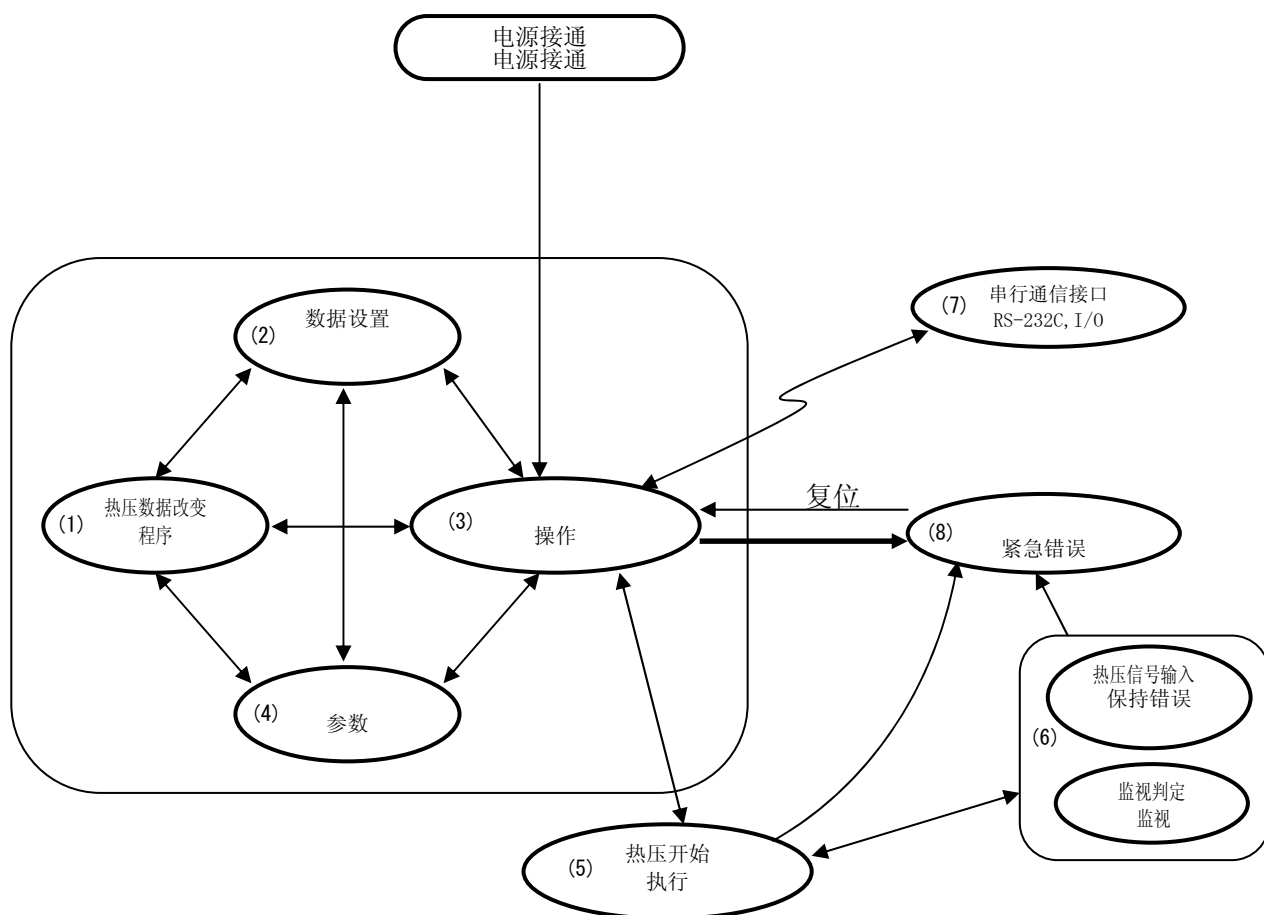 电源接通
电源接通
(2)
数据设置
(7)
串行通信接口
RS-232C,I/O
(1)
热压数据改变
程序
(3)
操作
复位
(8)
紧急错误
(4)
参数
热压信号输入
保持错误
(6)
监视判定
监视
(5)
热压开始
执行